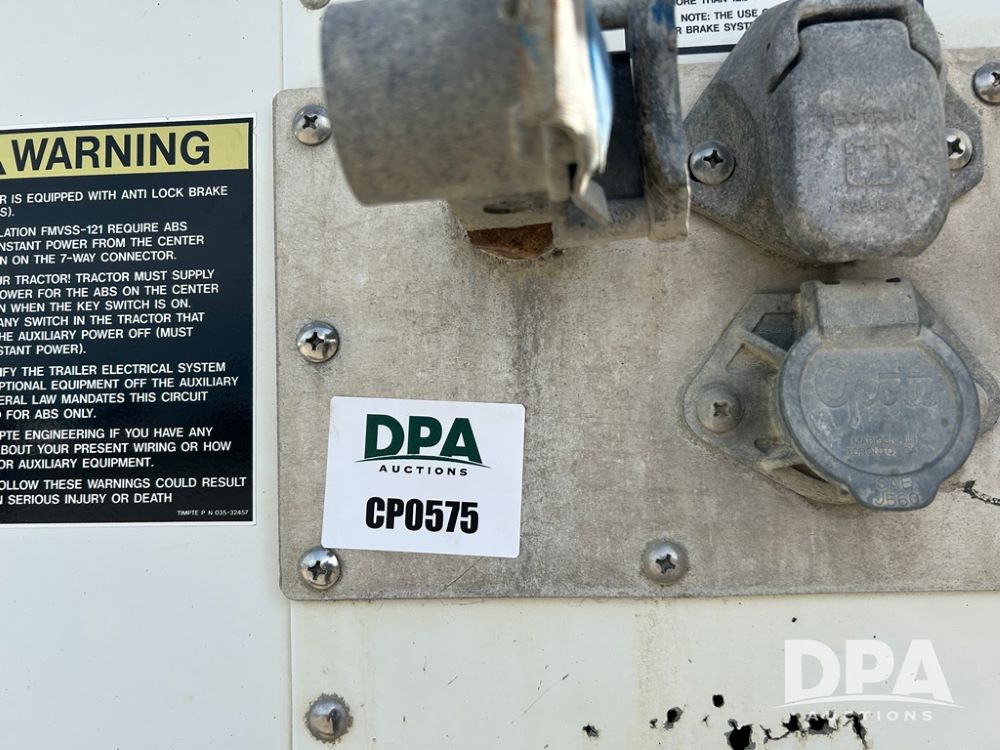 ORE THAN
NOTE: THE USE
R BRAKE SYST
WARNING
R IS EQUIPPED WITH ANTI LOCK BRAKE
S).
LATION FMVSS-121 REQUIRE ABS
NSTANT POWER FROM THE CENTER
N ON THE 7-WAY CONNECTOR.
R TRACTOR! TRACTOR MUST SUPPLY
OWER FOR THE ABS ON THE CENTER
N WHEN THE KEY SWITCH IS ON.
ANY SWITCH IN THE TRACTOR THAT
HE AUXILIARY POWER OFF (MUST
STANT POWER).
IFY THE TRAILER ELECTRICAL SYSTEM
PTIONAL EQUIPMENT OFF THE AUXILIARY
ERAL LAW MANDATES THIS CIRCUIT
D FOR ABS ONLY.
PTE ENGINEERING IF YOU HAVE ANY
ABOUT YOUR PRESENT WIRING OR HOW
OR AUXILIARY EQUIPMENT.
OLLOW THESE WARNINGS COULD RESULT
N SERIOUS INJURY OR DEATH
TIMPTE P N 035-32457
DPA
AUCTIONS
CP0575
SAE
J560
DPA
AUCTIONS